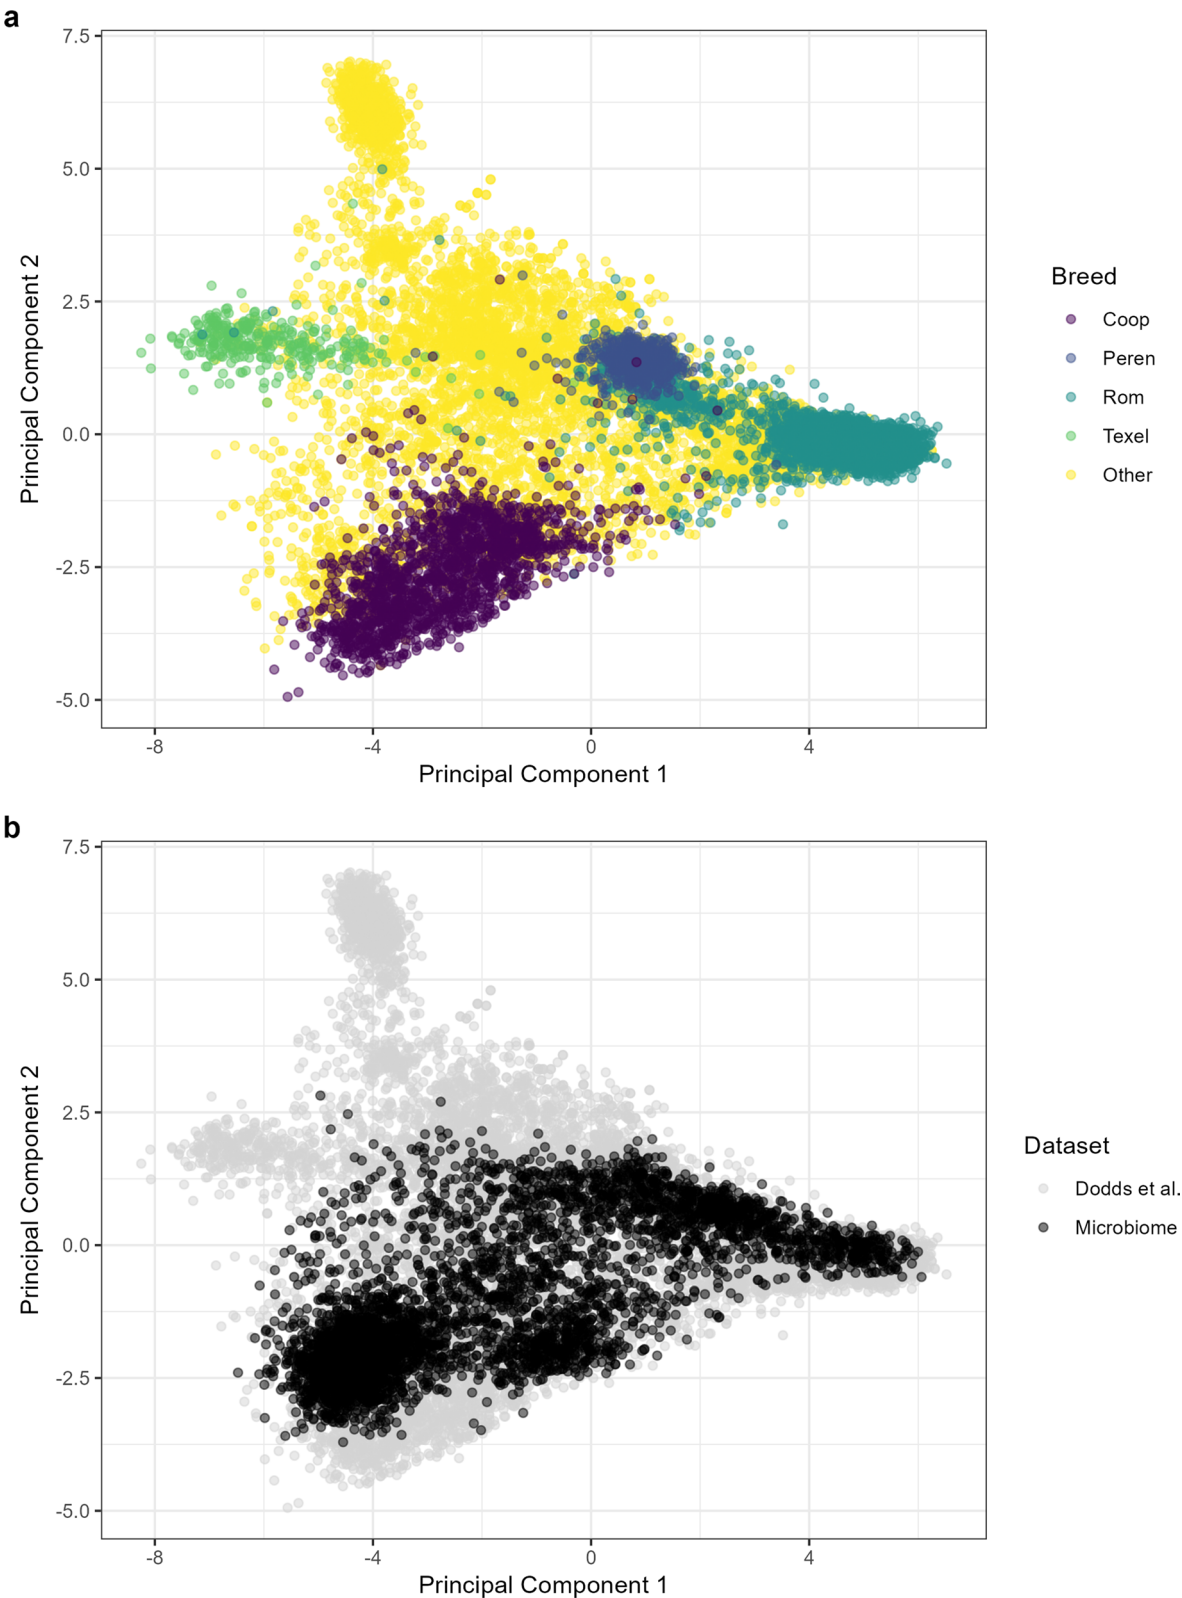 a
7.5
5.0
2.5
0.0
-2.5
-5.0
Principal Component 2
-8
-4
0
4
Principal Component 1
Breed
Coop
Peren
Rom
Texel
Other
b
7.5
5.0
2.5
0.0
-2.5
-5.0
Principal Component 2
-8
-4
0
4
Principal Component 1
Dataset
Dodds et al.
Microbiome